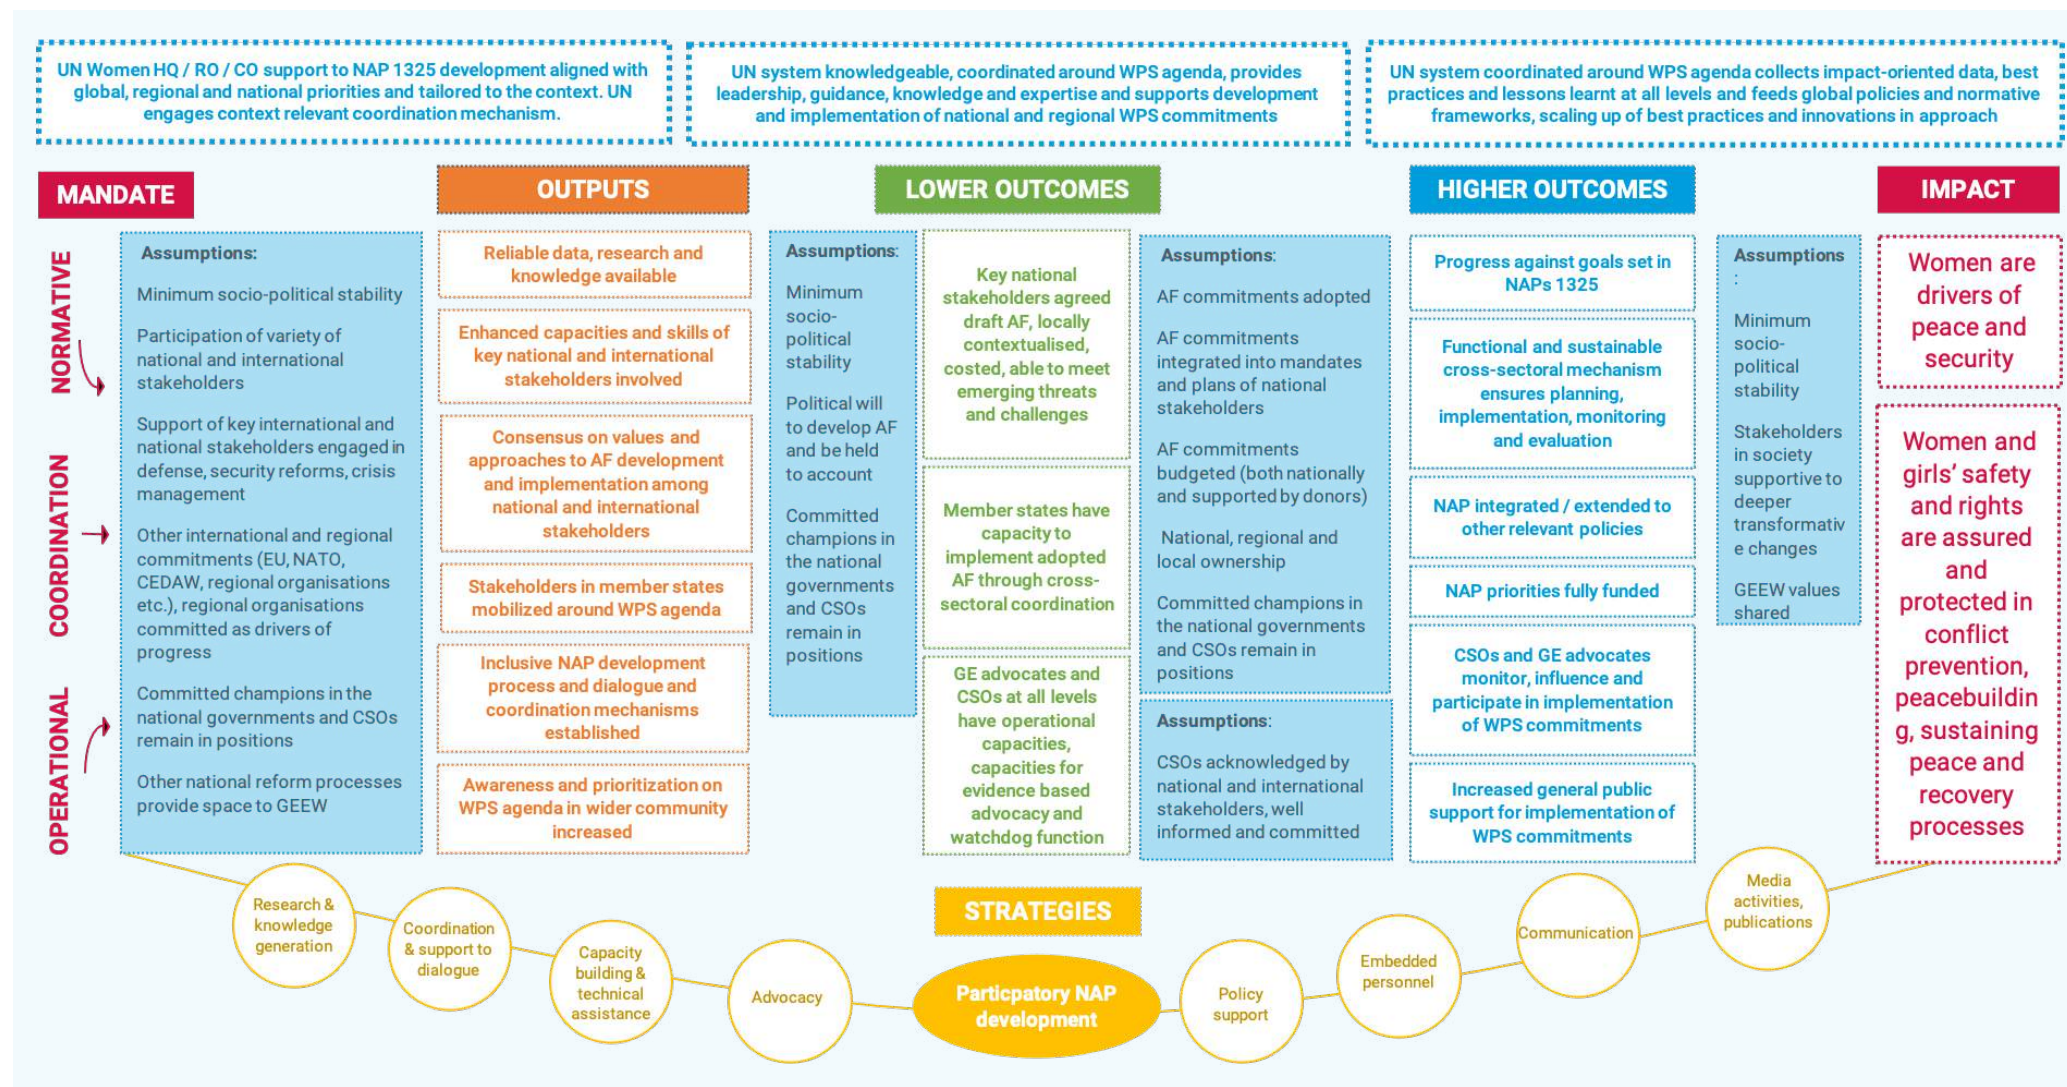 UN Women HQ / RO / CO support to NAP 1325 development aligned with
global, regional and national priorities and tailored to the context. UN
engages context relevant coordination mechanism.
UN system knowledgeable, coordinated around WPS agenda, provides
leadership, guidance, knowledge and expertise and supports development
and implementation of national and regional WPS commitments
UN system coordinated around WPS agenda collects impact-oriented data, best
practices and lessons learnt at all levels and feeds global policies and normative
frameworks, scaling up of best practices and innovations in approach
MANDATE
NORMATIVE
COORDINATION
OPERATIONAL
Assumptions:
Minimum socio-political stability
Participation of variety of
national and international
stakeholders
Support of key international and
national stakeholders engaged in
defense, security reforms, crisis
management
Other international and regional
commitments (EU, NATO,
CEDAW, regional organisations
etc.), regional organisations
committed as drivers of
progress
Committed champions in the
national governments and CSOs
remain in positions
Other national reform processes
provide space to GEEW
OUTPUTS
Reliable data, research and
knowledge available
Enhanced capacities and skills of
key national and international
stakeholders involved
Consensus on values and
approaches to AF development
and implementation among
national and international
stakeholders
Stakeholders in member states
mobilized around WPS agenda
Inclusive NAP development
process and dialogue and
coordination mechanisms
established
Awareness and prioritization on
WPS agenda in wider community
increased
LOWER OUTCOMES
Assumptions:
Minimum
socio-
political
stability
Political will
to develop AF
and be held
to account
Committed
champions in
the national
governments
and CSOs
remain in
positions
Key national
stakeholders agreed
draft AF, locally
contextualised,
costed, able to meet
emerging threats
and challenges
Member states have
capacity to
implement adopted
AF through cross-
sectoral coordination
GE advocates and
CSOs at all levels
have operational
capacities,
capacities for
evidence based
advocacy and
watchdog function
Assumptions:
AF commitments adopted
AF commitments
integrated into mandates
and plans of national
stakeholders
AF commitments
budgeted (both nationally
and supported by donors)
National, regional and
local ownership
Committed champions in
the national governments
and CSOs remain in
positions
Assumptions:
CSOs acknowledged by
national and international
stakeholders, well
informed and committed
HIGHER OUTCOMES
Progress against goals set in
NAPs 1325
Functional and sustainable
cross-sectoral mechanism
ensures planning,
implementation, monitoring
and evaluation
NAP integrated / extended to
other relevant policies
NAP priorities fully funded
CSOs and GE advocates
monitor, influence and
participate in implementation
of WPS commitments
Increased general public
support for implementation of
WPS commitments
Assumptions
:
Minimum
socio-
political
stability
Stakeholders
in society
supportive to
deeper
transformativ
e changes
GEEW values
shared
IMPACT
Women are
drivers of
peace and
security
Women and
girls' safety
and rights
are assured
and
protected in
conflict
prevention,
peacebuildin
g, sustaining
peace and
recovery
processes
STRATEGIES
Research &
knowledge
generation
Coordination
& support to
dialogue
Capacity
building &
technical
assistance
Advocacy
Particpatory NAP
development
Policy
support
Embedded
personnel
Communication
Media
activities,
publications